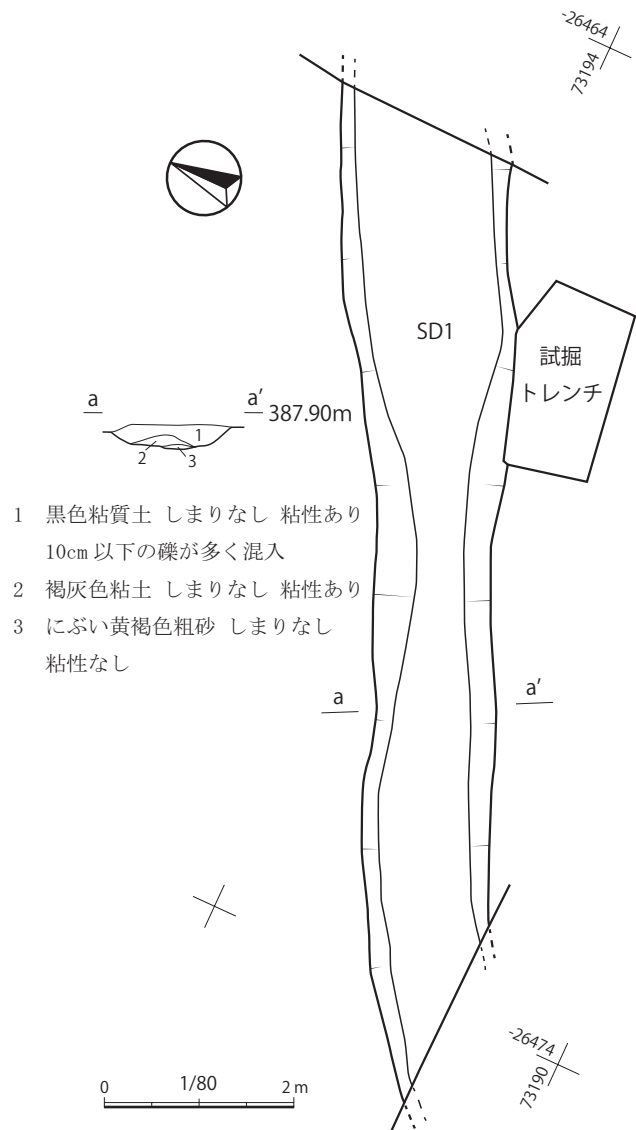 -26464
73194
SD1
試掘
トレンチ
a a’ 387.90m
1
2 3
1 黒色粘質土 しまりなし 粘性あり
10cm 以下の礫が多く混入
2 褐灰色粘土 しまりなし 粘性あり
3 にぶい黄褐色粗砂 しまりなし
粘性なし
a a’
-26474
73190
0 1/80 2 m